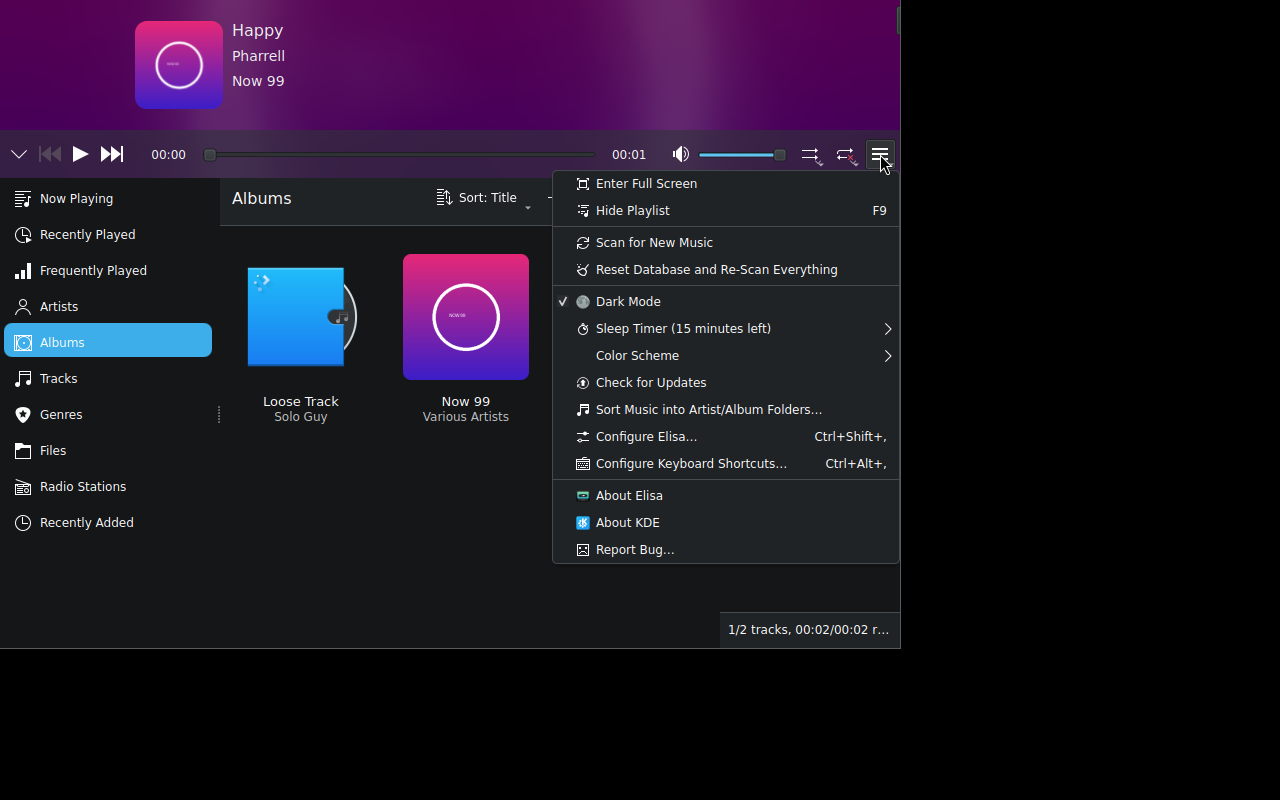 Happy
Pharrell
Now 99
00:00
00:01
Now Playing
Recently Played
Frequently Played
Artists
Albums
Tracks
Genres
Files
Radio Stations
Recently Added
Albums
Sort: Title
Loose Track
Solo Guy
NOW 99
Now 99
Various Artists
Enter Full Screen
Hide Playlist F9
Scan for New Music
Reset Database and Re-Scan Everything
Dark Mode
Sleep Timer (15 minutes left)
Color Scheme
Check for Updates
Sort Music into Artist/Album Folders...
Configure Elisa... Ctrl+Shift+,
Configure Keyboard Shortcuts... Ctrl+Alt+,
About Elisa
About KDE
Report Bug...
1/2 tracks, 00:02/00:02 r...